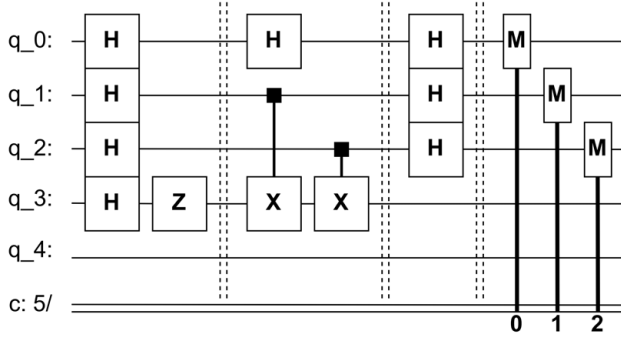 q_0: H H H M
q_1: H H M
q_2: H H M
q_3: H Z X X
q_4:
c: 5/
0 1 2